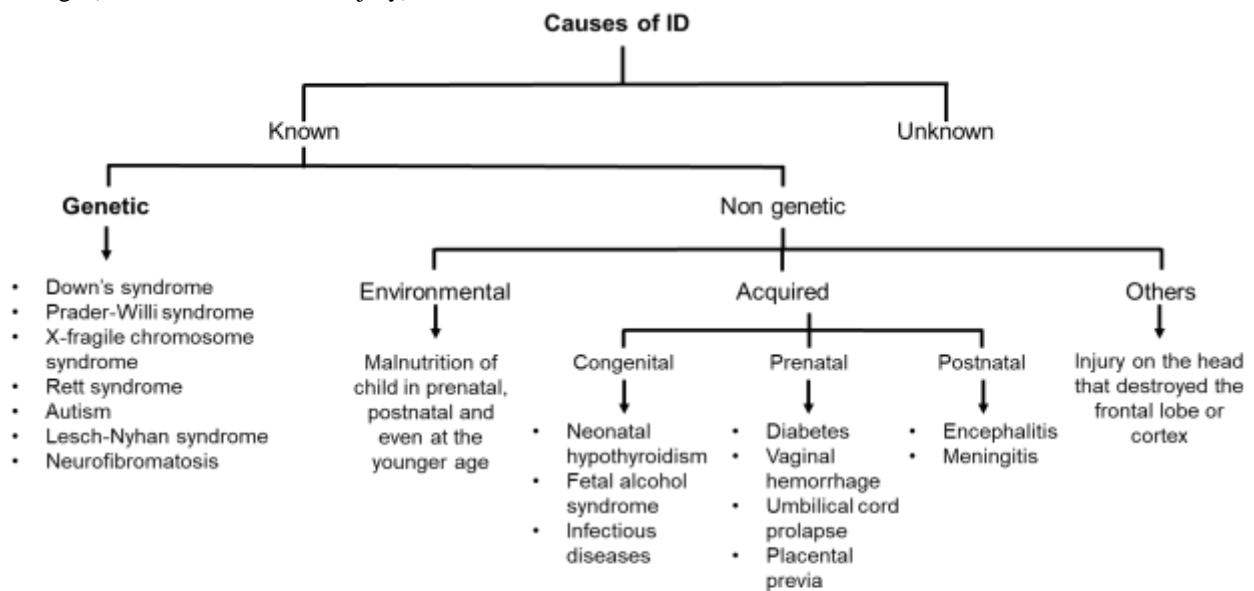 Causes of ID
Known
Unknown
Genetic
Non genetic
• Down's syndrome
• Prader-Willi syndrome
• X-fragile chromosome
syndrome
• Rett syndrome
• Autism
• Lesch-Nyhan syndrome
• Neurofibromatosis
Environmental
Acquired
Others
Malnutrition of
child in prenatal,
postnatal and
even at the
younger age
Congenital
Prenatal
Postnatal
• Neonatal
hypothyroidism
• Fetal alcohol
syndrome
• Infectious
diseases
• Diabetes
• Vaginal
hemorrhage
• Umbilical cord
prolapse
• Placental
previa
• Encephalitis
• Meningitis
Injury on the head
that destroyed the
frontal lobe or
cortex